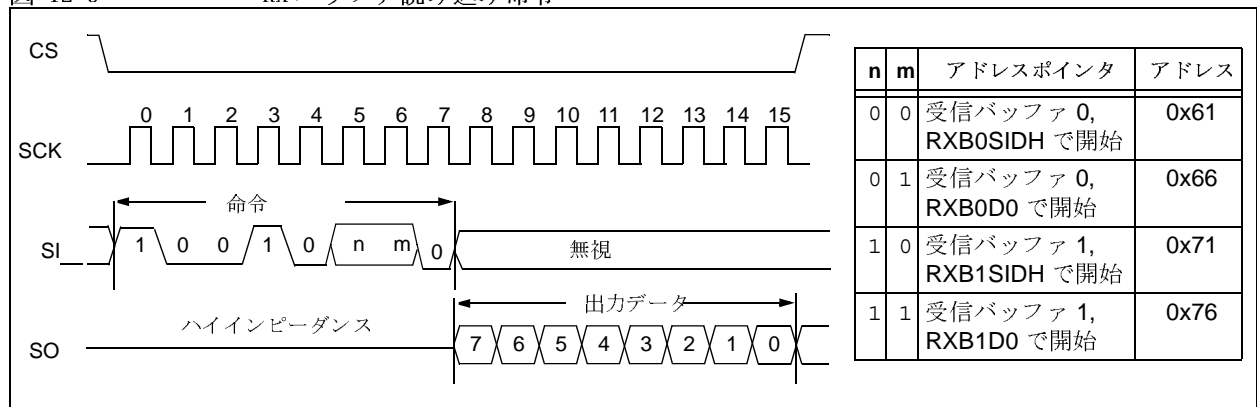 CS
0 1 2 3 4 5 6 7 8 9 10 11 12 13 14 15
SCK
命令
SI
1 0 0 1 0 n m 0
無視
出力データ
ハイインピーダンス
SO
7 6 5 4 3 2 1 0
n m アドレスポインタ アドレス
0 0 受信バッファ 0, 0x61
RXB0SIDH で開始
0 1 受信バッファ 0, 0x66
RXB0D0 で開始
1 0 受信バッファ 1, 0x71
RXB1SIDH で開始
1 1 受信バッファ 1, 0x76
RXB1D0 で開始